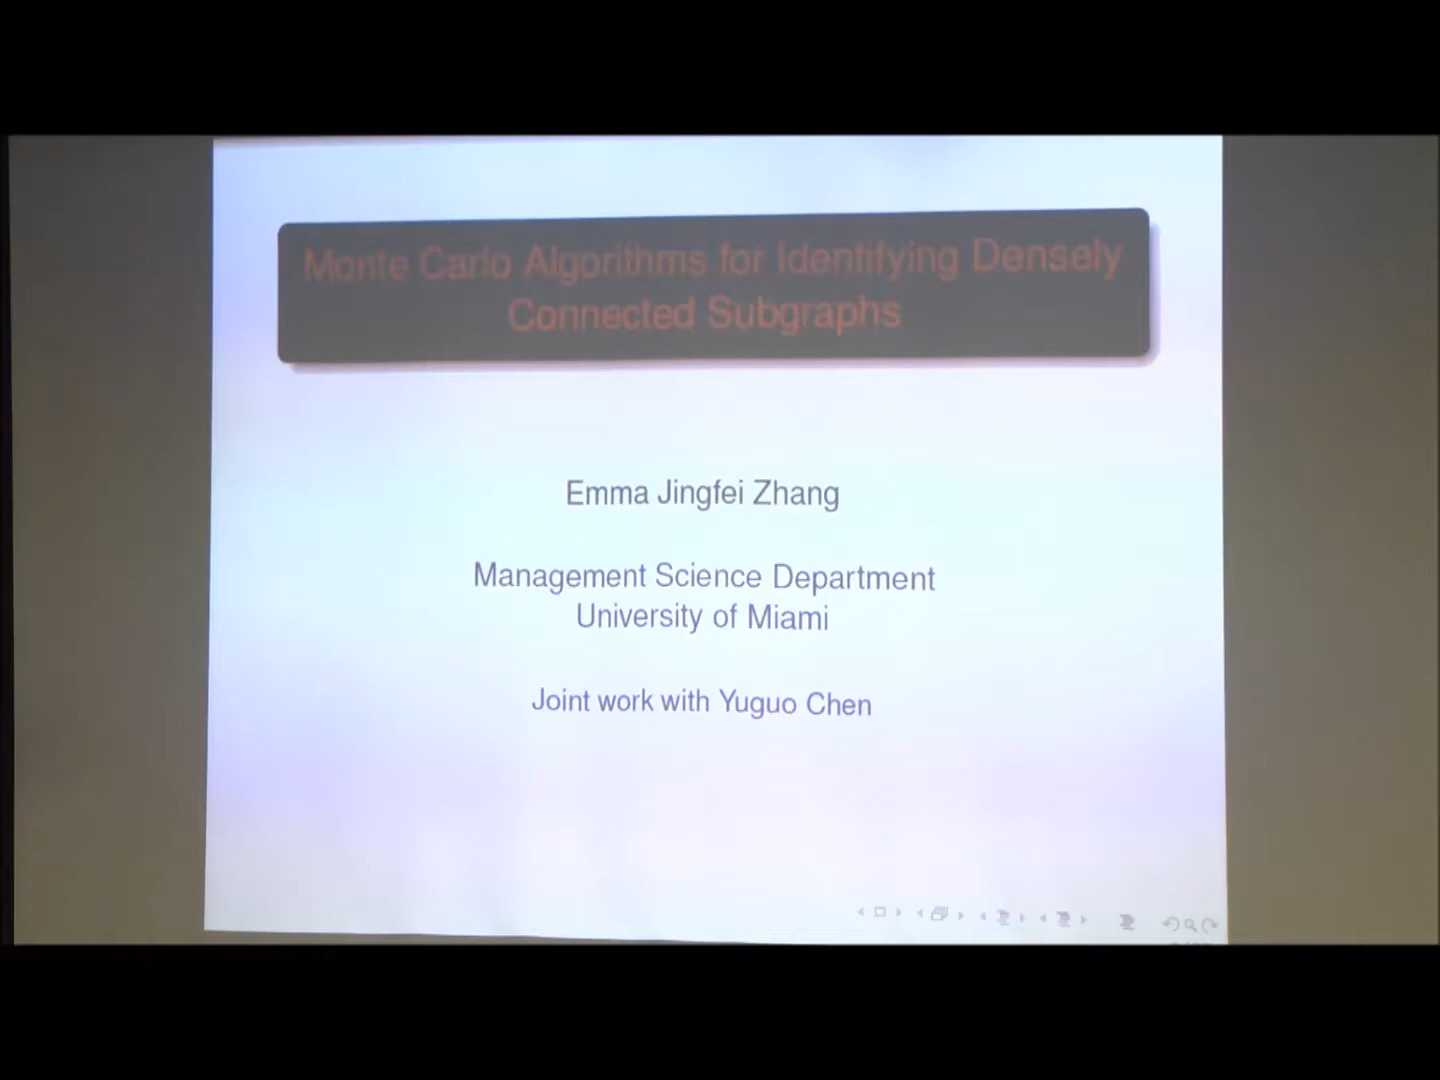 Monte Carlo Algorithms for Identifying Densely
Connected Subgraphs
Emma Jingfei Zhang
Management Science Department
University of Miami
Joint work with Yuguo Chen